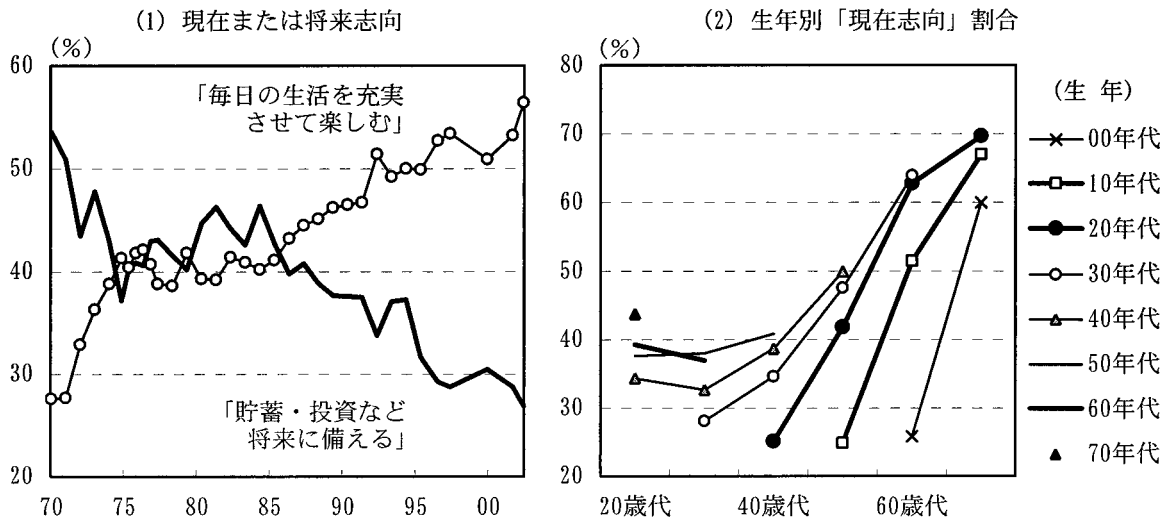 (1) 現在または将来志向
(%)
60
50
40
30
20
70
75
80
85
90
95
00
「毎日の生活を充実
させて楽しむ」
「貯蓄・投資など
将来に備える」
(2) 生年別「現在志向」割合
(%)
80
70
60
50
40
30
20
20歳代
40歳代
60歳代
(生 年)
00年代
10年代
20年代
30年代
40年代
50年代
60年代
70年代